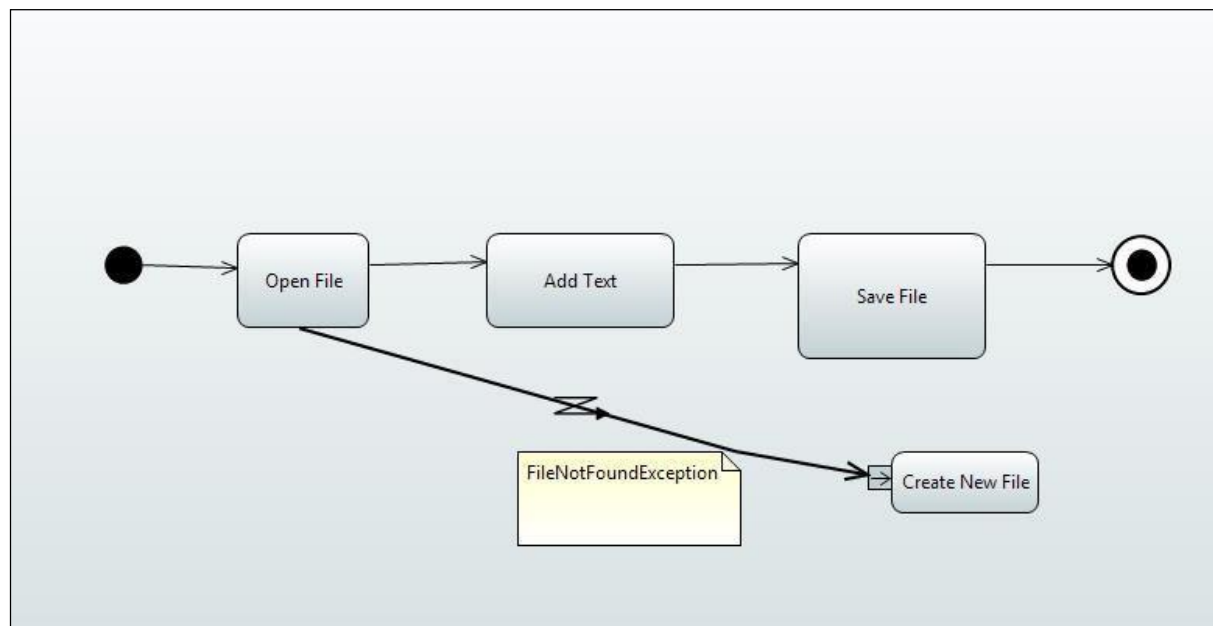 Open File
Add Text
Save File
FileNotFoundException
Create New File